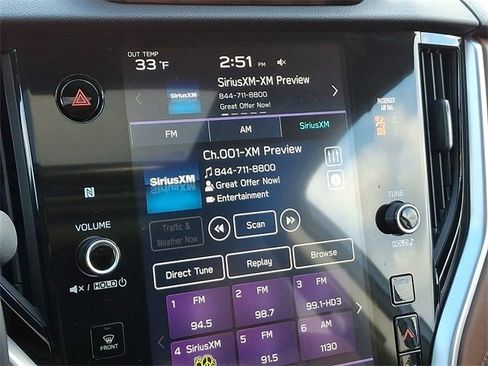 OUT TEMP
33°F
2:51 PM
SiriusXM-XM Preview
844-711-8800
Great Offer Now!
((SiriusXM))
FM
AM
SiriusXM
PASSENGER
AIR BAG
Ch.001-XM Preview
844-711-8800
Great Offer Now!
Entertainment
((SiriusXM))
N
VOLUME
HOLD
TUNE
HOLD
Traffic &
Weather Now
Scan
Direct Tune
Replay
Browse
1 FM
94.5
2 FM
98.7
3 FM
99.1-HD3
4 SiriusXM
5 FM
91.5
6 AM
1130
FRONT